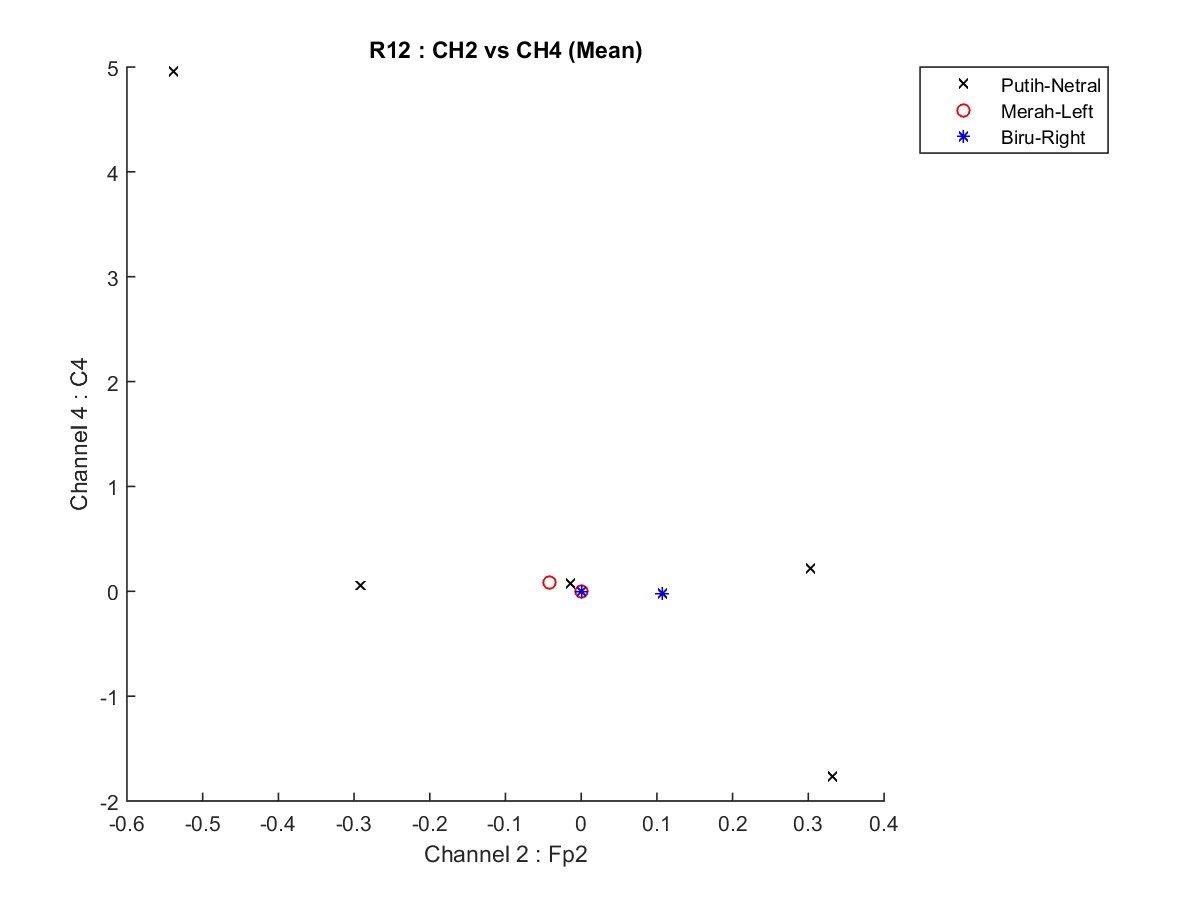 R12 : CH2 vs CH4 (Mean)
Putih-Netral
Merah-Left
Biru-Right
5
4
3
2
1
0
-1
-2
Channel 4 : C4
-0.6 -0.5 -0.4 -0.3 -0.2 -0.1 0 0.1 0.2 0.3 0.4
Channel 2 : Fp2